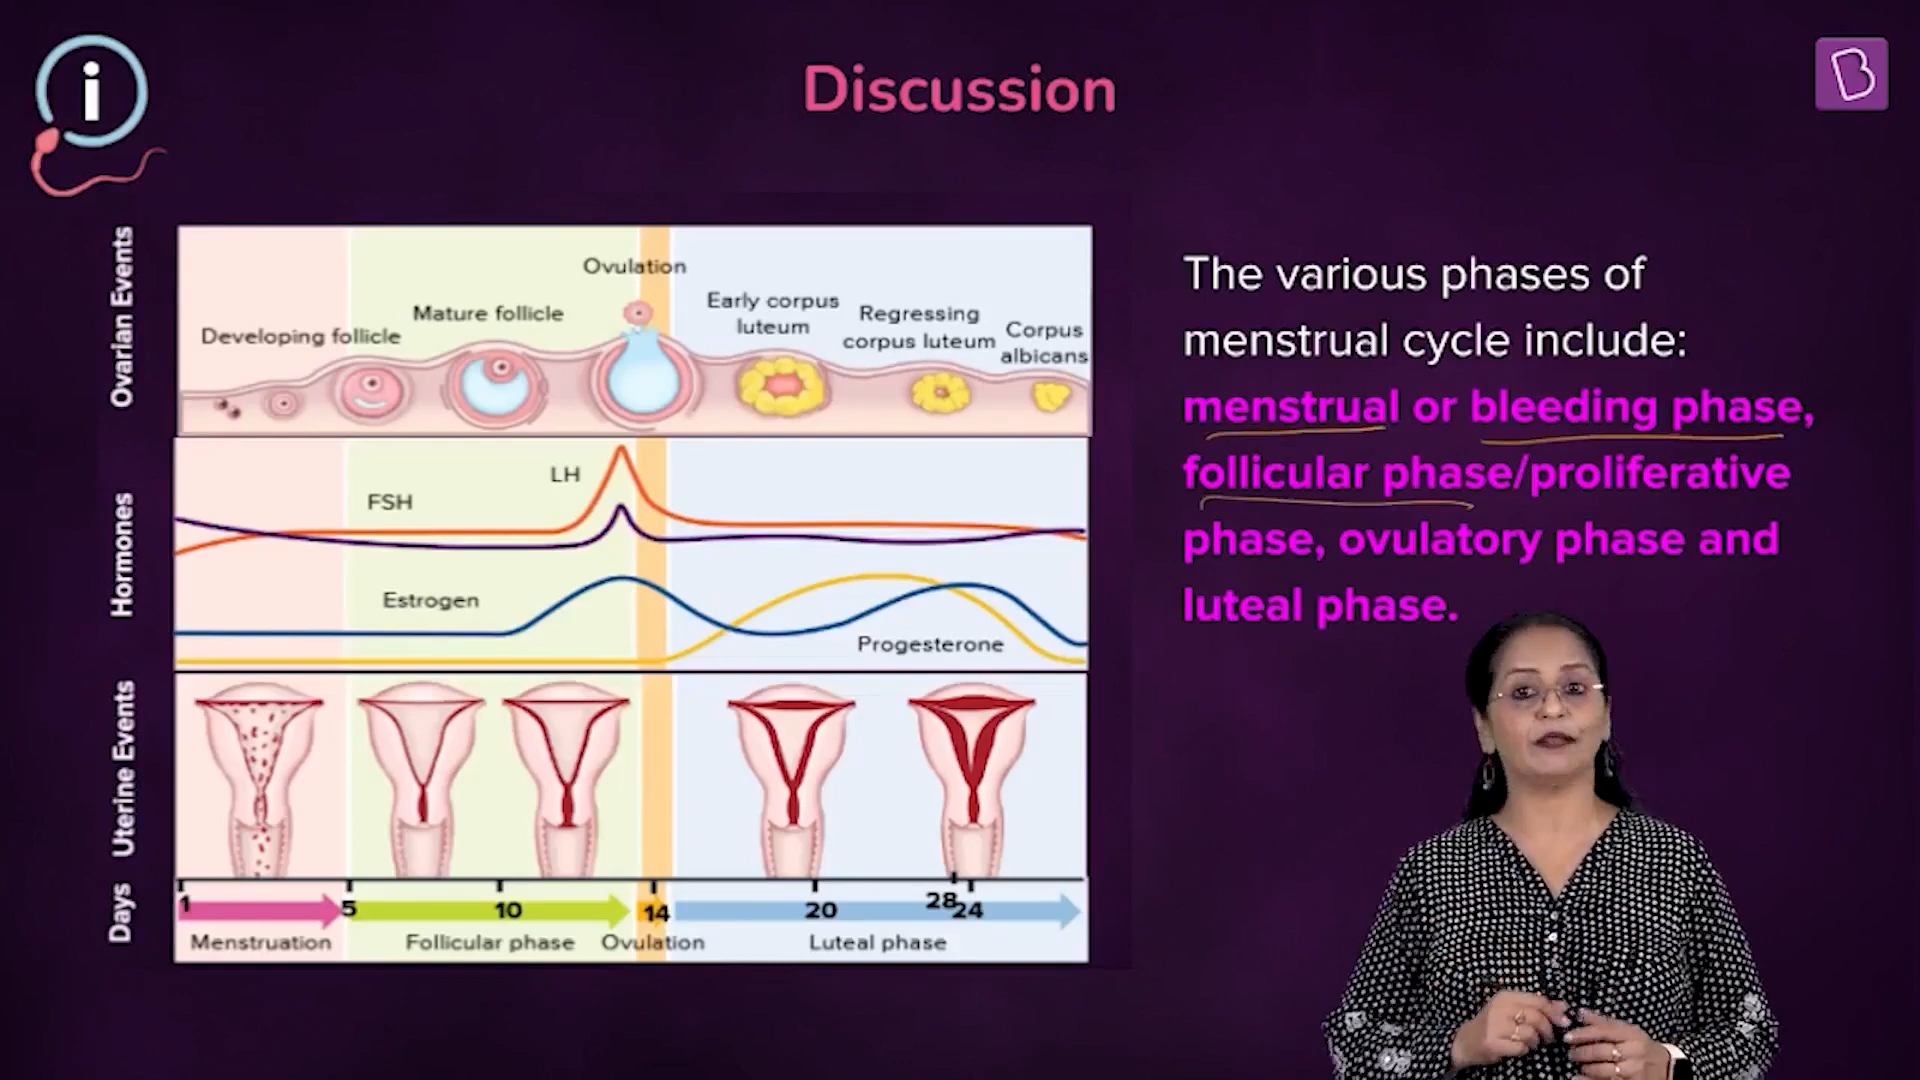 i
Discussion
B
Ovarian Events
Ovulation
Mature follicle
Developing follicle
Early corpus
luteum
Regressing
corpus luteum
Corpus
albicans
Hormones
LH
FSH
Estrogen
Progesterone
Uterine Events
Days
1
5
10
14
20
28
24
Menstruation
Follicular phase
Ovulation
Luteal phase
The various phases of
menstrual cycle include:
menstrual or bleeding phase,
follicular phase/proliferative
phase, ovulatory phase and
luteal phase.